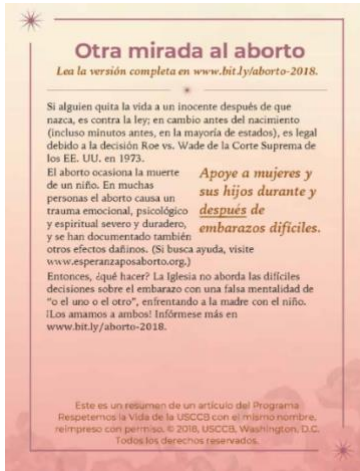 Otra mirada al aborto
Lea la versión completa en www.bit.ly/aborto-2018.
Si alguien quita la vida a un inocente después de que
nazca, es contra la ley; en cambio antes del nacimiento
(incluso minutos antes, en la mayoría de estados), es legal
debido a la decisión Roe vs. Wade de la Corte Suprema de
los EE. UU. en 1973.
El aborto ocasiona la muerte
de un niño. En muchas
personas el aborto causa un
trauma emocional, psicológico
y espiritual severo y duradero,
y se han documentado también
otros efectos dañinos. (Si busca ayuda, visite
www.esperanzaposaborto.org.)
Apoye a mujeres y
sus hijos durante y
después de
embarazos difíciles.
Entonces, ¿qué hacer? La Iglesia no aborda las difíciles
decisiones sobre el embarazo con una falsa mentalidad de
"o el uno o el otro", enfrentando a la madre con el niño.
¡Los amamos a ambos! Infórmese más en
www.bit.ly/aborto-2018.
Este es un resumen de un artículo del Programa
Respetemos la Vida de la USCCB con el mismo nombre,
reimpreso con permiso. © 2018, USCCB, Washington, D.C.
Todos los derechos reservados.